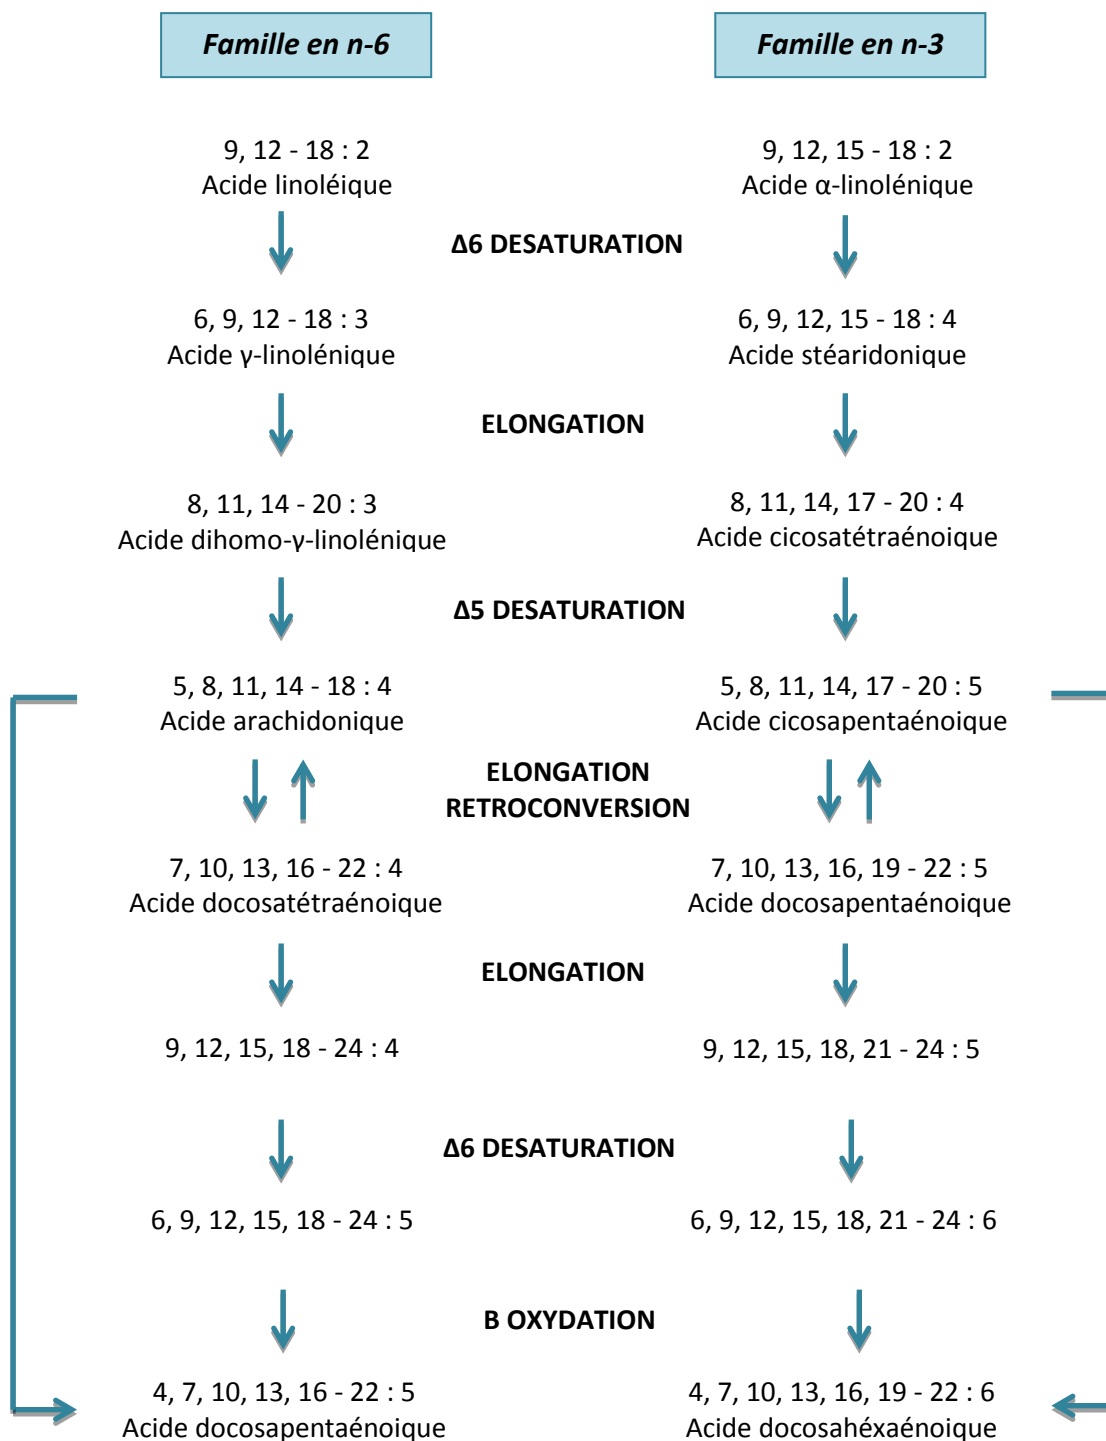 Famille en n-6
Famille en n-3
9, 12 - 18 : 2
Acide linoléique
9, 12, 15 - 18 : 2
Acide α-linolénique
Δ6 DESATURATION
6, 9, 12 - 18 : 3
Acide γ-linolénique
6, 9, 12, 15 - 18 : 4
Acide stéaridonique
ELONGATION
8, 11, 14 - 20 : 3
Acide dihomo-γ-linolénique
8, 11, 14, 17 - 20 : 4
Acide cicosatétraénoique
Δ5 DESATURATION
5, 8, 11, 14 - 18 : 4
Acide arachidonique
5, 8, 11, 14, 17 - 20 : 5
Acide cicosapentaénoique
ELONGATION
RETROCONVERSION
7, 10, 13, 16 - 22 : 4
Acide docosatétraénoique
7, 10, 13, 16, 19 - 22 : 5
Acide docosapentaénoique
ELONGATION
9, 12, 15, 18 - 24 : 4
9, 12, 15, 18, 21 - 24 : 5
Δ6 DESATURATION
6, 9, 12, 15, 18 - 24 : 5
6, 9, 12, 15, 18, 21 - 24 : 6
B OXYDATION
4, 7, 10, 13, 16 - 22 : 5
Acide docosapentaénoique
4, 7, 10, 13, 16, 19 - 22 : 6
Acide docosahéxaénoique